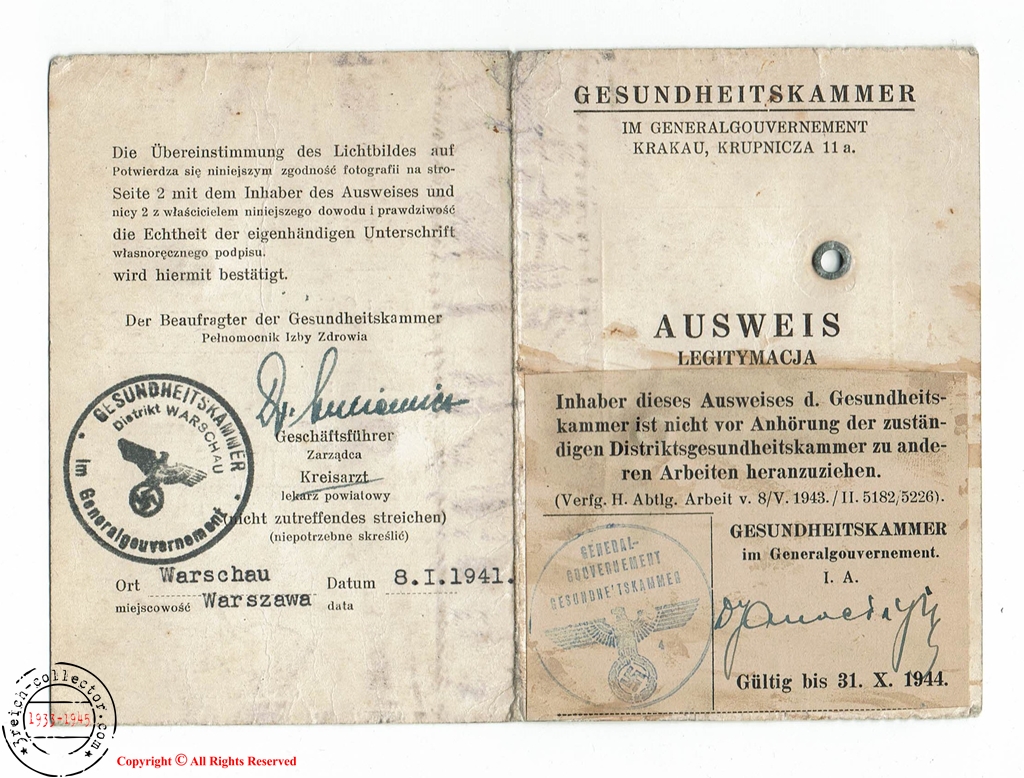 Die Übereinstimmung des Lichtbildes auf
Potwierdza się niniejszym zgodność fotografii na stro-
Seite 2 mit dem Inhaber des Ausweises und
nicy 2 z właścicielem niniejszego dowodu i prawdziwość
die Echtheit der eigenhändigen Unterschrift
własnoręcznego podpisu.
wird hiermit bestätigt.
Der Beaufragter der Gesundheitskammer
Pełnomocnik Izby Zdrowia
Dr.
Geschäftsführer
Zarządca
Kreisarzt
lekarz powiatowy
(nicht zutreffendes streichen)
(niepotrzebne skreślić)
GESUNDHEITSKAMMER
Distrikt WARSCHAU
im Generalgouvernement
Ort Warschau Datum 8.I.1941.
miejscowość Warszawa data
GESUNDHEITSKAMMER
IM GENERALGOUVERNEMENT
KRAKAU, KRUPNICZA 11 a.
AUSWEIS
LEGITYMACJA
Inhaber dieses Ausweises d. Gesundheits-
kammer ist nicht vor Anhörung der zustän-
digen Distriktsgesundheitskammer zu ande-
ren Arbeiten heranzuziehen.
(Verfg. H. Abtlg. Arbeit v. 8/V. 1943./II. 5182/5226).
GENERAL-
GOUVERNEMENT
GESUNDHEITSKAMMER
4
GESUNDHEITSKAMMER
im Generalgouvernement.
I. A.
Gültig bis 31. X. 1944.
3reich-collector.com
1933-1945
Copyright © All Rights Reserved